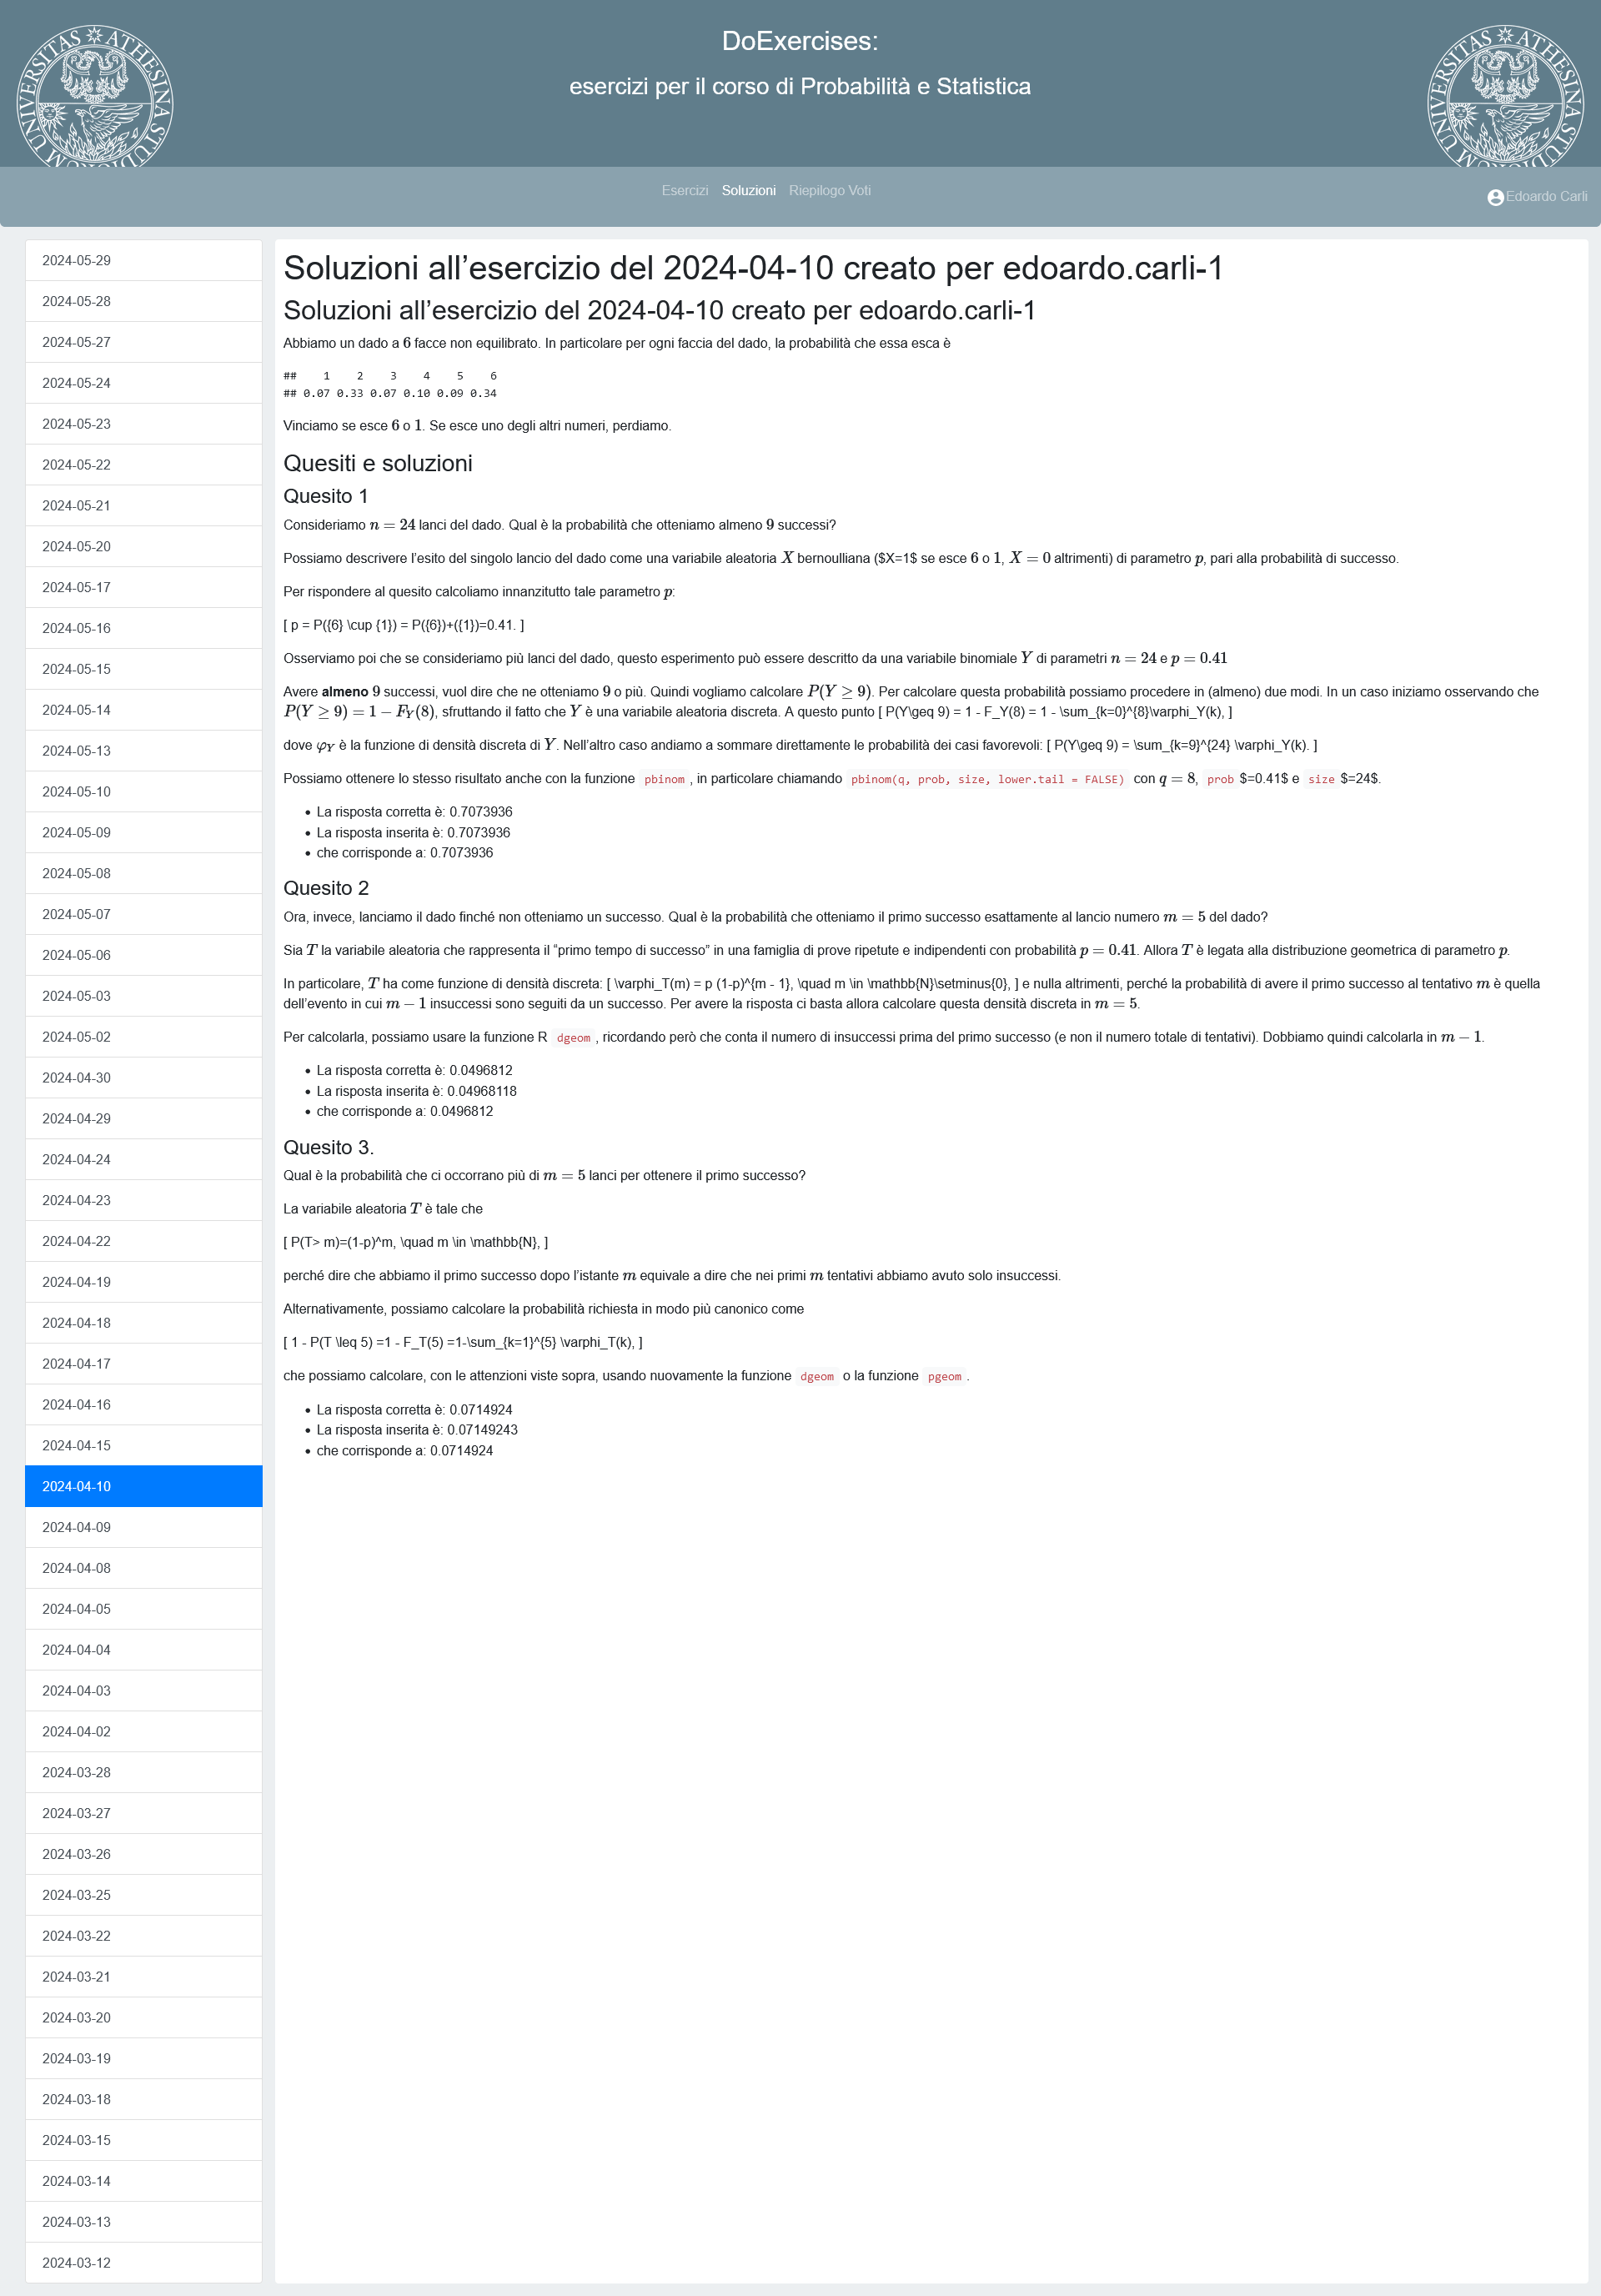 UNIVERSITAS ATHESINA STUDIORUM
DoExercises:
esercizi per il corso di Probabilità e Statistica
UNIVERSITAS ATHESINA STUDIORUM
Esercizi Soluzioni Riepilogo Voti
Edoardo Carli
2024-05-29
2024-05-28
2024-05-27
2024-05-24
2024-05-23
2024-05-22
2024-05-21
2024-05-20
2024-05-17
2024-05-16
2024-05-15
2024-05-14
2024-05-13
2024-05-10
2024-05-09
2024-05-08
2024-05-07
2024-05-06
2024-05-03
2024-05-02
2024-04-30
2024-04-29
2024-04-24
2024-04-23
2024-04-22
2024-04-19
2024-04-18
2024-04-17
2024-04-16
2024-04-15
2024-04-10
2024-04-09
2024-04-08
2024-04-05
2024-04-04
2024-04-03
2024-04-02
2024-03-28
2024-03-27
2024-03-26
2024-03-25
2024-03-22
2024-03-21
2024-03-20
2024-03-19
2024-03-18
2024-03-15
2024-03-14
2024-03-13
2024-03-12
Soluzioni all’esercizio del 2024-04-10 creato per edoardo.carli-1
Soluzioni all’esercizio del 2024-04-10 creato per edoardo.carli-1
Abbiamo un dado a 6 facce non equilibrato. In particolare per ogni faccia del dado, la probabilità che essa esca è
##    1    2    3    4    5    6
## 0.07 0.33 0.07 0.10 0.09 0.34
Vinciamo se esce 6 o 1. Se esce uno degli altri numeri, perdiamo.
Quesiti e soluzioni
Quesito 1
Consideriamo n = 24 lanci del dado. Qual è la probabilità che otteniamo almeno 9 successi?
Possiamo descrivere l’esito del singolo lancio del dado come una variabile aleatoria X bernoulliana ($X=1$ se esce 6 o 1, X = 0 altrimenti) di parametro p, pari alla probabilità di successo.
Per rispondere al quesito calcoliamo innanzitutto tale parametro p:
[ p = P({6} \cup {1}) = P({6})+({1})=0.41. ]
Osserviamo poi che se consideriamo più lanci del dado, questo esperimento può essere descritto da una variabile binomiale Y di parametri n = 24 e p = 0.41
Avere almeno 9 successi, vuol dire che ne otteniamo 9 o più. Quindi vogliamo calcolare P(Y ≥ 9). Per calcolare questa probabilità possiamo procedere in (almeno) due modi. In un caso iniziamo osservando che
P(Y ≥ 9) = 1 − F_Y(8), sfruttando il fatto che Y è una variabile aleatoria discreta. A questo punto [ P(Y\geq 9) = 1 - F_Y(8) = 1 - \sum_{k=0}^{8}\varphi_Y(k), ]
dove φ_Y è la funzione di densità discreta di Y. Nell’altro caso andiamo a sommare direttamente le probabilità dei casi favorevoli: [ P(Y\geq 9) = \sum_{k=9}^{24} \varphi_Y(k). ]
Possiamo ottenere lo stesso risultato anche con la funzione pbinom, in particolare chiamando pbinom(q, prob, size, lower.tail = FALSE) con q = 8, prob$=0.41$ e size$=24$.
• La risposta corretta è: 0.7073936
• La risposta inserita è: 0.7073936
• che corrisponde a: 0.7073936
Quesito 2
Ora, invece, lanciamo il dado finché non otteniamo un successo. Qual è la probabilità che otteniamo il primo successo esattamente al lancio numero m = 5 del dado?
Sia T la variabile aleatoria che rappresenta il “primo tempo di successo” in una famiglia di prove ripetute e indipendenti con probabilità p = 0.41. Allora T è legata alla distribuzione geometrica di parametro p.
In particolare, T ha come funzione di densità discreta: [ \varphi_T(m) = p (1-p)^{m - 1}, \quad m \in \mathbb{N}\setminus{0}, ] e nulla altrimenti, perché la probabilità di avere il primo successo al tentativo m è quella
dell’evento in cui m − 1 insuccessi sono seguiti da un successo. Per avere la risposta ci basta allora calcolare questa densità discreta in m = 5.
Per calcolarla, possiamo usare la funzione R dgeom, ricordando però che conta il numero di insuccessi prima del primo successo (e non il numero totale di tentativi). Dobbiamo quindi calcolarla in m − 1.
• La risposta corretta è: 0.0496812
• La risposta inserita è: 0.04968118
• che corrisponde a: 0.0496812
Quesito 3.
Qual è la probabilità che ci occorrano più di m = 5 lanci per ottenere il primo successo?
La variabile aleatoria T è tale che
[ P(T> m)=(1-p)^m, \quad m \in \mathbb{N}, ]
perché dire che abbiamo il primo successo dopo l’istante m equivale a dire che nei primi m tentativi abbiamo avuto solo insuccessi.
Alternativamente, possiamo calcolare la probabilità richiesta in modo più canonico come
[ 1 - P(T \leq 5) =1 - F_T(5) =1-\sum_{k=1}^{5} \varphi_T(k), ]
che possiamo calcolare, con le attenzioni viste sopra, usando nuovamente la funzione dgeom o la funzione pgeom.
• La risposta corretta è: 0.0714924
• La risposta inserita è: 0.07149243
• che corrisponde a: 0.0714924